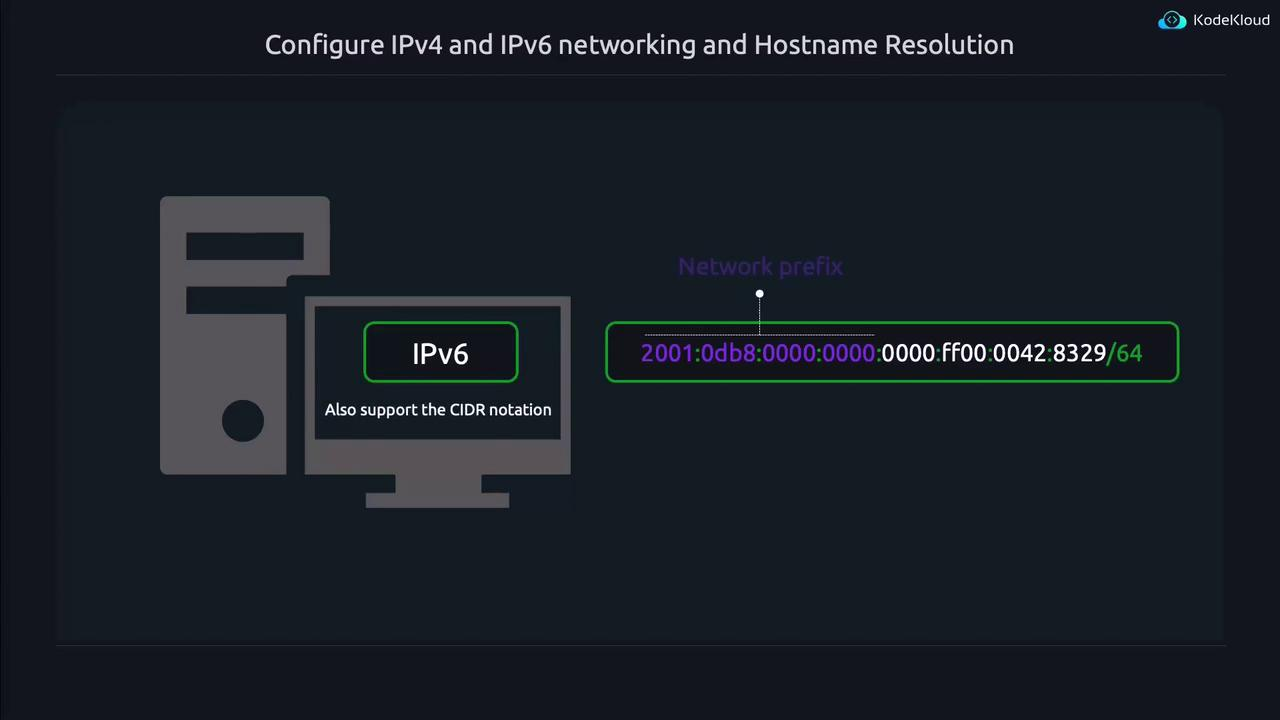 KodeKloud
Configure IPv4 and IPv6 networking and Hostname Resolution
Network prefix
IPv6
2001:0db8:0000:0000:0000:ff00:0042:8329/64
Also support the CIDR notation